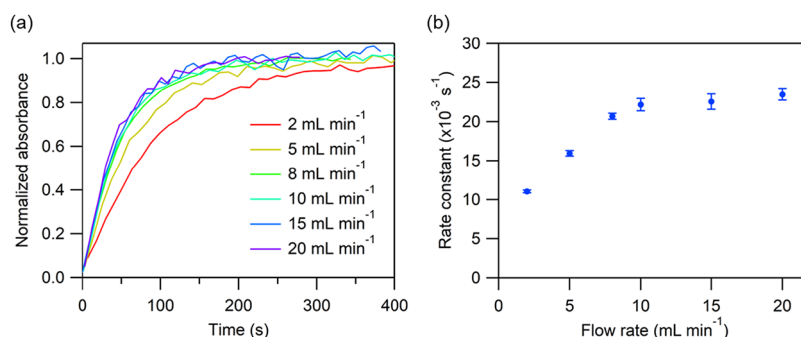 (a)
Normalized absorbance
1.0
0.8
0.6
0.4
0.2
0.0
0
100
200
300
400
Time (s)
2 mL min⁻¹
5 mL min⁻¹
8 mL min⁻¹
10 mL min⁻¹
15 mL min⁻¹
20 mL min⁻¹
(b)
Rate constant (x10⁻³ s⁻¹)
30
25
20
15
10
5
0
0
5
10
15
20
Flow rate (mL min⁻¹)